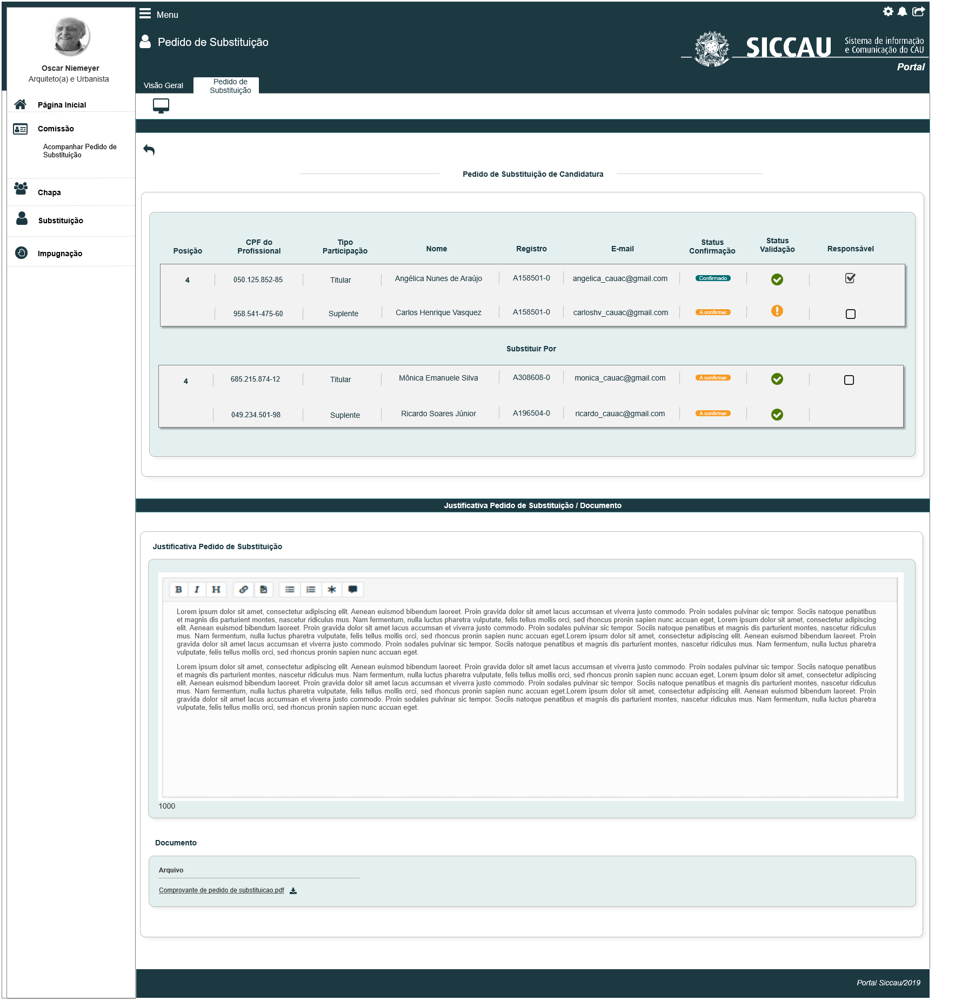 Menu
Pedido de Substituição
SICCAU
Sistema de informação
e Comunicação do CAU
Portal
Oscar Niemeyer
Arquiteto(a) e Urbanista
Visão Geral
Pedido de
Substituição
Página Inicial
Comissão
Acompanhar Pedido de
Substituição
Chapa
Substituição
Impugnação
Pedido de Substituição de Candidatura
Posição CPF do Profissional Tipo Participação Nome Registro E-mail Status Confirmação Status Validação Responsável
4 050.125.852-85 Titular Angélica Nunes de Araújo A158501-0 angelica_cauac@gmail.com Confirmado
958.541-475-60 Suplente Carlos Henrique Vasquez A158501-0 carloshv_cauac@gmail.com A confirmar
Substituir Por
4 685.215.874-12 Titular Mônica Emanuele Silva A308608-0 monica_cauac@gmail.com A confirmar
049.234.501-98 Suplente Ricardo Soares Júnior A196504-0 ricardo_cauac@gmail.com A confirmar
Justificativa Pedido de Substituição / Documento
Justificativa Pedido de Substituição
B I H
Lorem ipsum dolor sit amet, consectetur adipiscing elit. Aenean euismod bibendum laoreet. Proin gravida dolor sit amet lacus accumsan et viverra justo commodo. Proin sodales pulvinar sic tempor. Sociis natoque penatibus
et magnis dis parturient montes, nascetur ridiculus mus. Nam fermentum, nulla luctus pharetra vulputate, felis tellus mollis orci, sed rhoncus pronin sapien nunc accuan eget, Lorem ipsum dolor sit amet, consectetur adipiscing
elit. Aenean euismod bibendum laoreet. Proin gravida dolor sit amet lacus accumsan et viverra justo commodo. Proin sodales pulvinar sic tempor. Sociis natoque penatibus et magnis dis parturient montes, nascetur ridiculus
mus. Nam fermentum, nulla luctus pharetra vulputate, felis tellus mollis orci, sed rhoncus pronin sapien nunc accuan eget.Lorem ipsum dolor sit amet, consectetur adipiscing elit. Aenean euismod bibendum laoreet. Proin
gravida dolor sit amet lacus accumsan et viverra justo commodo. Proin sodales pulvinar sic tempor. Sociis natoque penatibus et magnis dis parturient montes, nascetur ridiculus mus. Nam fermentum, nulla luctus pharetra
vulputate, felis tellus mollis orci, sed rhoncus pronin sapien nunc accuan eget.
Lorem ipsum dolor sit amet, consectetur adipiscing elit. Aenean euismod bibendum laoreet. Proin gravida dolor sit amet lacus accumsan et viverra justo commodo. Proin sodales pulvinar sic tempor. Sociis natoque penatibus
et magnis dis parturient montes, nascetur ridiculus mus. Nam fermentum, nulla luctus pharetra vulputate, felis tellus mollis orci, sed rhoncus pronin sapien nunc accuan eget, Lorem ipsum dolor sit amet, consectetur adipiscing
elit. Aenean euismod bibendum laoreet. Proin gravida dolor sit amet lacus accumsan et viverra justo commodo. Proin sodales pulvinar sic tempor. Sociis natoque penatibus et magnis dis parturient montes, nascetur ridiculus
mus. Nam fermentum, nulla luctus pharetra vulputate, felis tellus mollis orci, sed rhoncus pronin sapien nunc accuan eget.Lorem ipsum dolor sit amet, consectetur adipiscing elit. Aenean euismod bibendum laoreet. Proin
gravida dolor sit amet lacus accumsan et viverra justo commodo. Proin sodales pulvinar sic tempor. Sociis natoque penatibus et magnis dis parturient montes, nascetur ridiculus mus. Nam fermentum, nulla luctus pharetra
vulputate, felis tellus mollis orci, sed rhoncus pronin sapien nunc accuan eget.
1000
Documento
Arquivo
Comprovante de pedido de substituicao.pdf
Portal Siccau/2019